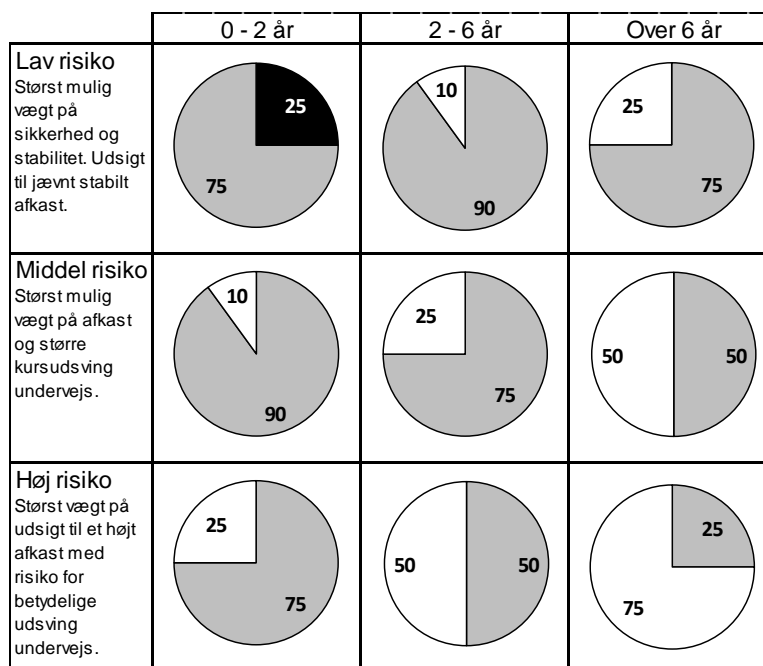 0 - 2 år
2 - 6 år
Over 6 år
Lav risiko
Størst mulig
vægt på
sikkerhed og
stabilitet. Udsigt
til jævnt stabilt
afkast.
25
75
10
90
25
75
Middel risiko
Størst mulig
vægt på afkast
og større
kursudsving
undervejs.
10
90
25
75
50
50
Høj risiko
Størst vægt på
udsigt til et højt
afkast med
risiko for
betydelige
udsving
undervejs.
25
75
50
50
25
75